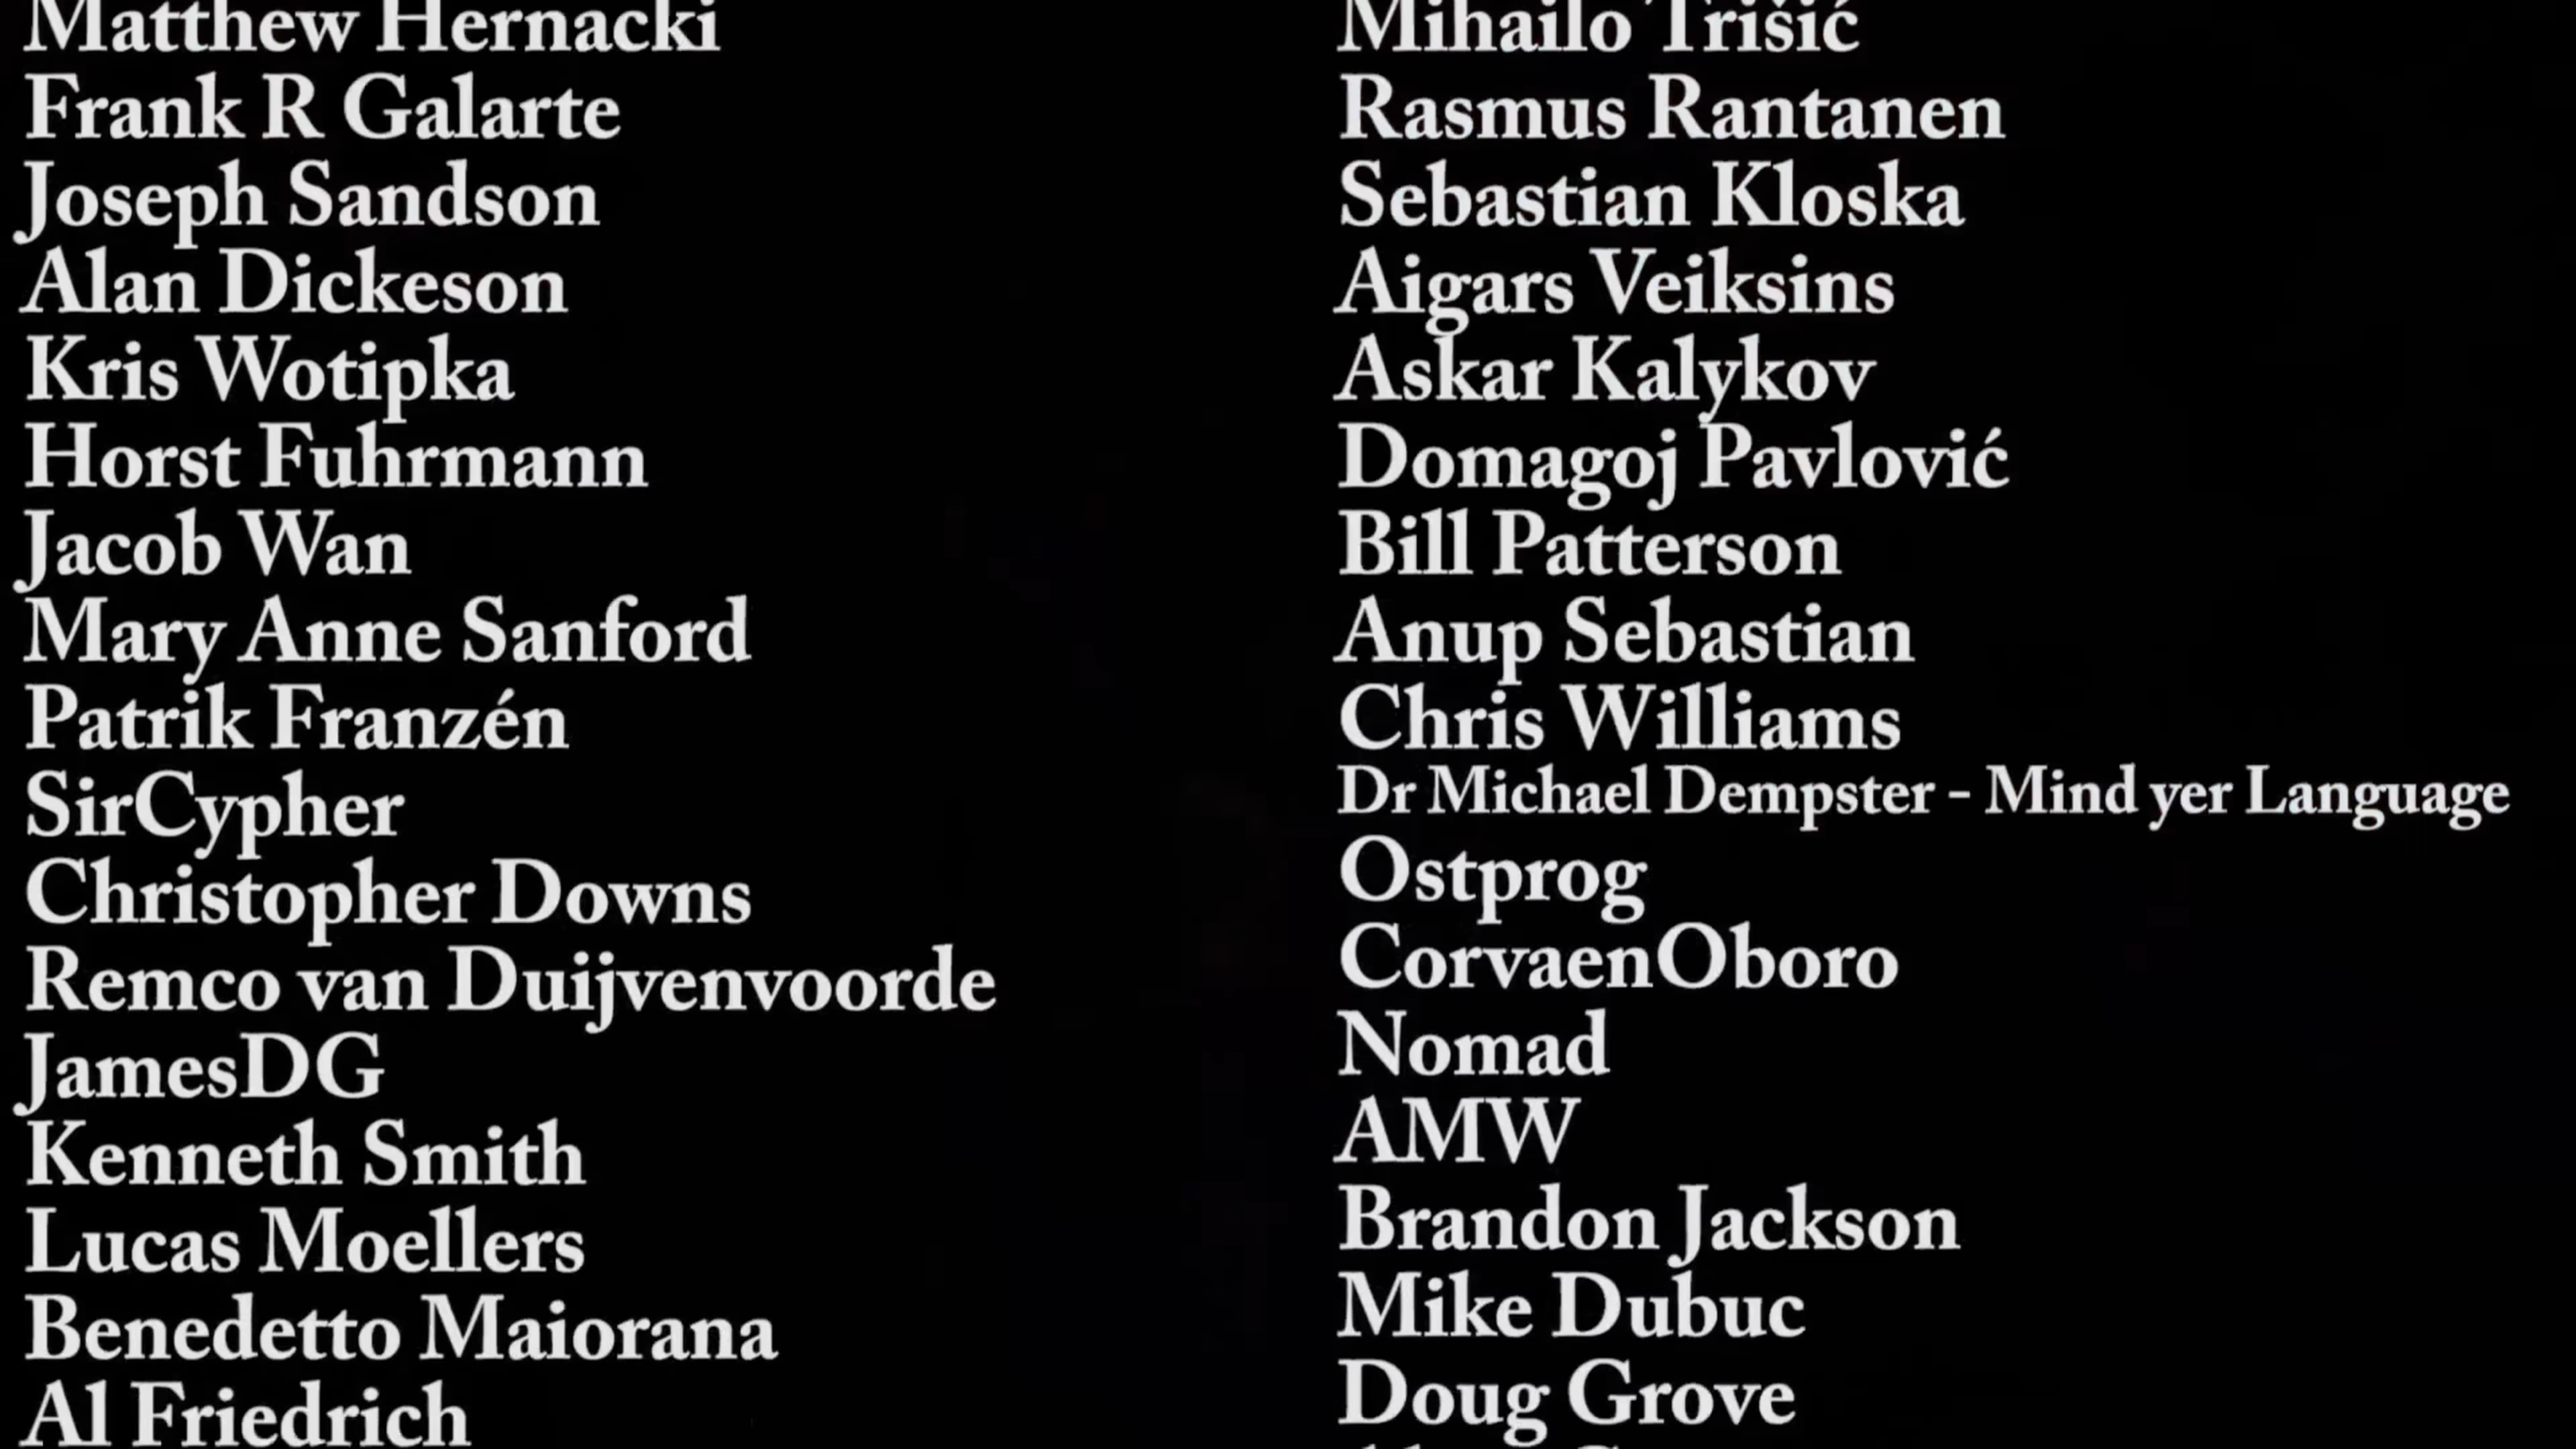 Matthew Hernacki
Frank R Galarte
Joseph Sandson
Alan Dickeson
Kris Wotipka
Horst Fuhrmann
Jacob Wan
Mary Anne Sanford
Patrik Franzén
SirCypher
Christopher Downs
Remco van Duijvenvoorde
JamesDG
Kenneth Smith
Lucas Moellers
Benedetto Maiorana
Al Friedrich
Mihailo Trišić
Rasmus Rantanen
Sebastian Kloska
Aigars Veiksins
Askar Kalykov
Domagoj Pavlović
Bill Patterson
Anup Sebastian
Chris Williams
Dr Michael Dempster - Mind yer Language
Ostprog
CorvaenOboro
Nomad
AMW
Brandon Jackson
Mike Dubuc
Doug Grove